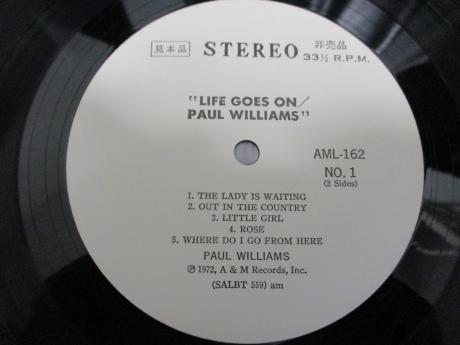 見本品 STEREO 非売品
33⅓ R.P.M.
"LIFE GOES ON/
PAUL WILLIAMS"
AML-162
NO. 1
(2 Sides)
1. THE LADY IS WAITING
2. OUT IN THE COUNTRY
3. LITTLE GIRL
4. ROSE
5. WHERE DO I GO FROM HERE
PAUL WILLIAMS
Ⓟ 1972, A & M Records, Inc.
(SALBT 559) am